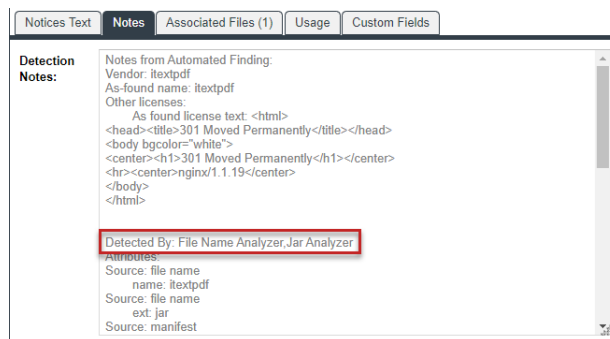 Notices Text Notes Associated Files (1) Usage Custom Fields
Detection Notes:
Notes from Automated Finding:
Vendor: itextpdf
As-found name: itextpdf
Other licenses:
As found license text: <html>
<head><title>301 Moved Permanently</title></head>
<body bgcolor="white">
<center><h1>301 Moved Permanently</h1></center>
<hr><center>nginx/1.1.19</center>
</body>
</html>
Detected By: File Name Analyzer,Jar Analyzer
Attributes:
Source: file name
name: itextpdf
Source: file name
ext: jar
Source: manifest